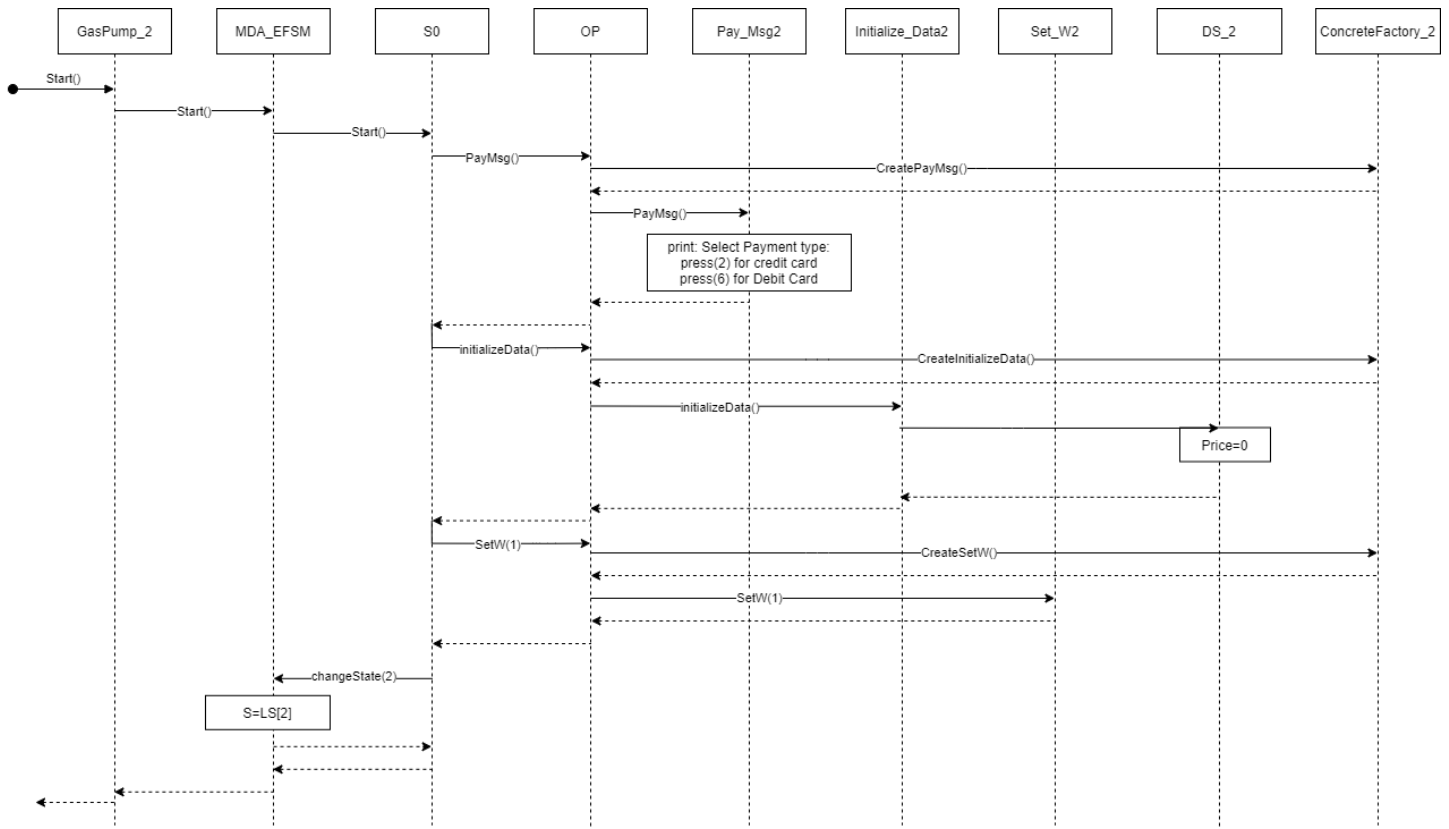 GasPump_2
MDA_EFSM
S0
OP
Pay_Msg2
Initialize_Data2
Set_W2
DS_2
ConcreteFactory_2
Start()
Start()
Start()
PayMsg()
CreatePayMsg()
PayMsg()
print: Select Payment type:
press(2) for credit card
press(6) for Debit Card
initializeData()
CreateInitializeData()
initializeData()
Price=0
SetW(1)
CreateSetW()
SetW(1)
changeState(2)
S=LS[2]